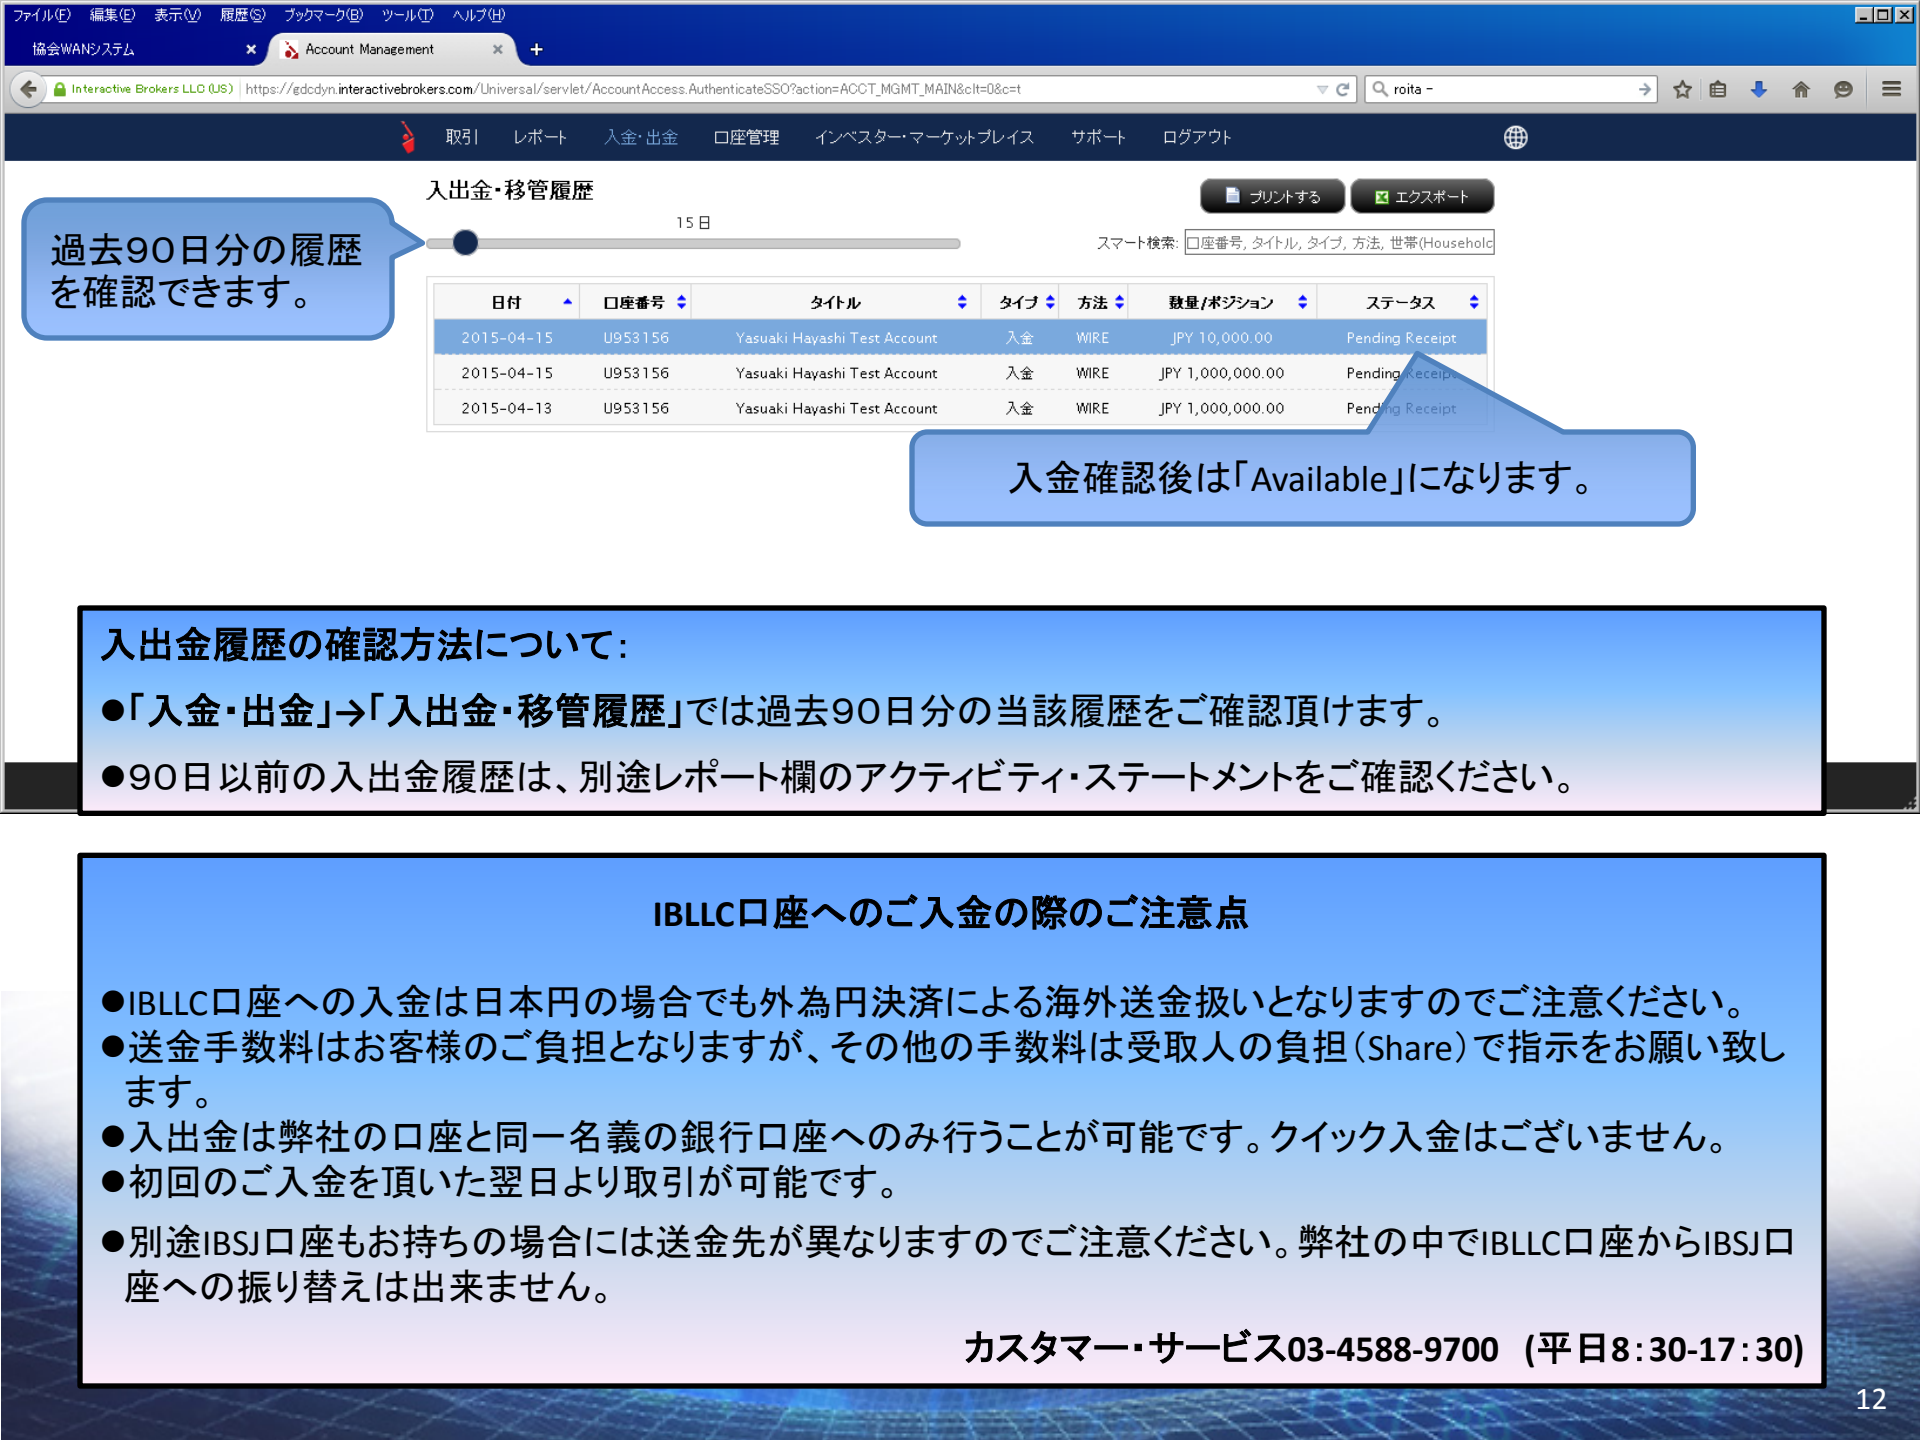 ファイル(F) 編集(E) 表示(V) 履歴(S) ブックマーク(B) ツール(T) ヘルプ(H)
協会WANシステム × Account Management × +
Interactive Brokers LLC (US) https://gdcdyn.interactivebrokers.com/Universal/servlet/AccountAccess.AuthenticateSSO?action=ACCT_MGMT_MAIN&clt=0&c=t roita -
取引 レポート 入金・出金 口座管理 インベスター・マーケットプレイス サポート ログアウト
入出金・移管履歴 プリントする エクスポート
15日
スマート検索: 口座番号, タイトル, タイプ, 方法, 世帯(Househol
過去90日分の履歴
を確認できます。
日付 口座番号 タイトル タイプ 方法 数量/ポジション ステータス
2015-04-15 U953156 Yasuaki Hayashi Test Account 入金 WIRE JPY 10,000.00 Pending Receipt
2015-04-15 U953156 Yasuaki Hayashi Test Account 入金 WIRE JPY 1,000,000.00 Pending Receipt
2015-04-13 U953156 Yasuaki Hayashi Test Account 入金 WIRE JPY 1,000,000.00 Pending Receipt
入金確認後は「Available」になります。
入出金履歴の確認方法について:
●「入金・出金」→「入出金・移管履歴」では過去90日分の当該履歴をご確認頂けます。
●90日以前の入出金履歴は、別途レポート欄のアクティビティ・ステートメントをご確認ください。
IBLLC口座へのご入金の際のご注意点
●IBLLC口座への入金は日本円の場合でも外為円決済による海外送金扱いとなりますのでご注意ください。
●送金手数料はお客様のご負担となりますが、その他の手数料は受取人の負担(Share)で指示をお願い致し
ます。
●入出金は弊社の口座と同一名義の銀行口座へのみ行うことが可能です。クイック入金はございません。
●初回のご入金を頂いた翌日より取引が可能です。
●別途IBSJ口座もお持ちの場合には送金先が異なりますのでご注意ください。弊社の中でIBLLC口座からIBSJ口
座への振り替えは出来ません。
カスタマー・サービス03-4588-9700 (平日8:30-17:30)
12